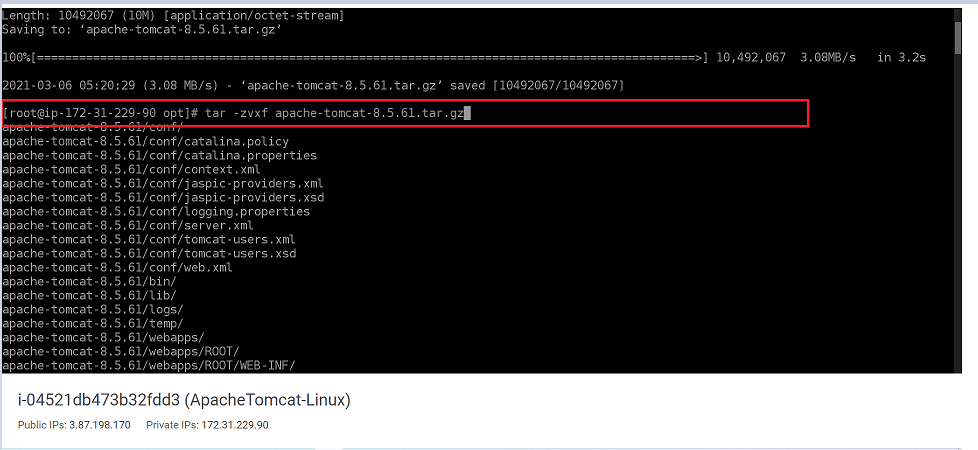 Length: 10492067 (10M) [application/octet-stream]
Saving to: ‘apache-tomcat-8.5.61.tar.gz’
100%[=======================================================================================>] 10,492,067  3.08MB/s   in 3.2s
2021-03-06 05:20:29 (3.08 MB/s) - ‘apache-tomcat-8.5.61.tar.gz’ saved [10492067/10492067]
[root@ip-172-31-229-90 opt]# tar -zvxf apache-tomcat-8.5.61.tar.gz
apache-tomcat-8.5.61/conf/
apache-tomcat-8.5.61/conf/catalina.policy
apache-tomcat-8.5.61/conf/catalina.properties
apache-tomcat-8.5.61/conf/context.xml
apache-tomcat-8.5.61/conf/jaspic-providers.xml
apache-tomcat-8.5.61/conf/jaspic-providers.xsd
apache-tomcat-8.5.61/conf/logging.properties
apache-tomcat-8.5.61/conf/server.xml
apache-tomcat-8.5.61/conf/tomcat-users.xml
apache-tomcat-8.5.61/conf/tomcat-users.xsd
apache-tomcat-8.5.61/conf/web.xml
apache-tomcat-8.5.61/bin/
apache-tomcat-8.5.61/lib/
apache-tomcat-8.5.61/logs/
apache-tomcat-8.5.61/temp/
apache-tomcat-8.5.61/webapps/
apache-tomcat-8.5.61/webapps/ROOT/
apache-tomcat-8.5.61/webapps/ROOT/WEB-INF/
i-04521db473b32fdd3 (ApacheTomcat-Linux)
Public IPs: 3.87.198.170 Private IPs: 172.31.229.90